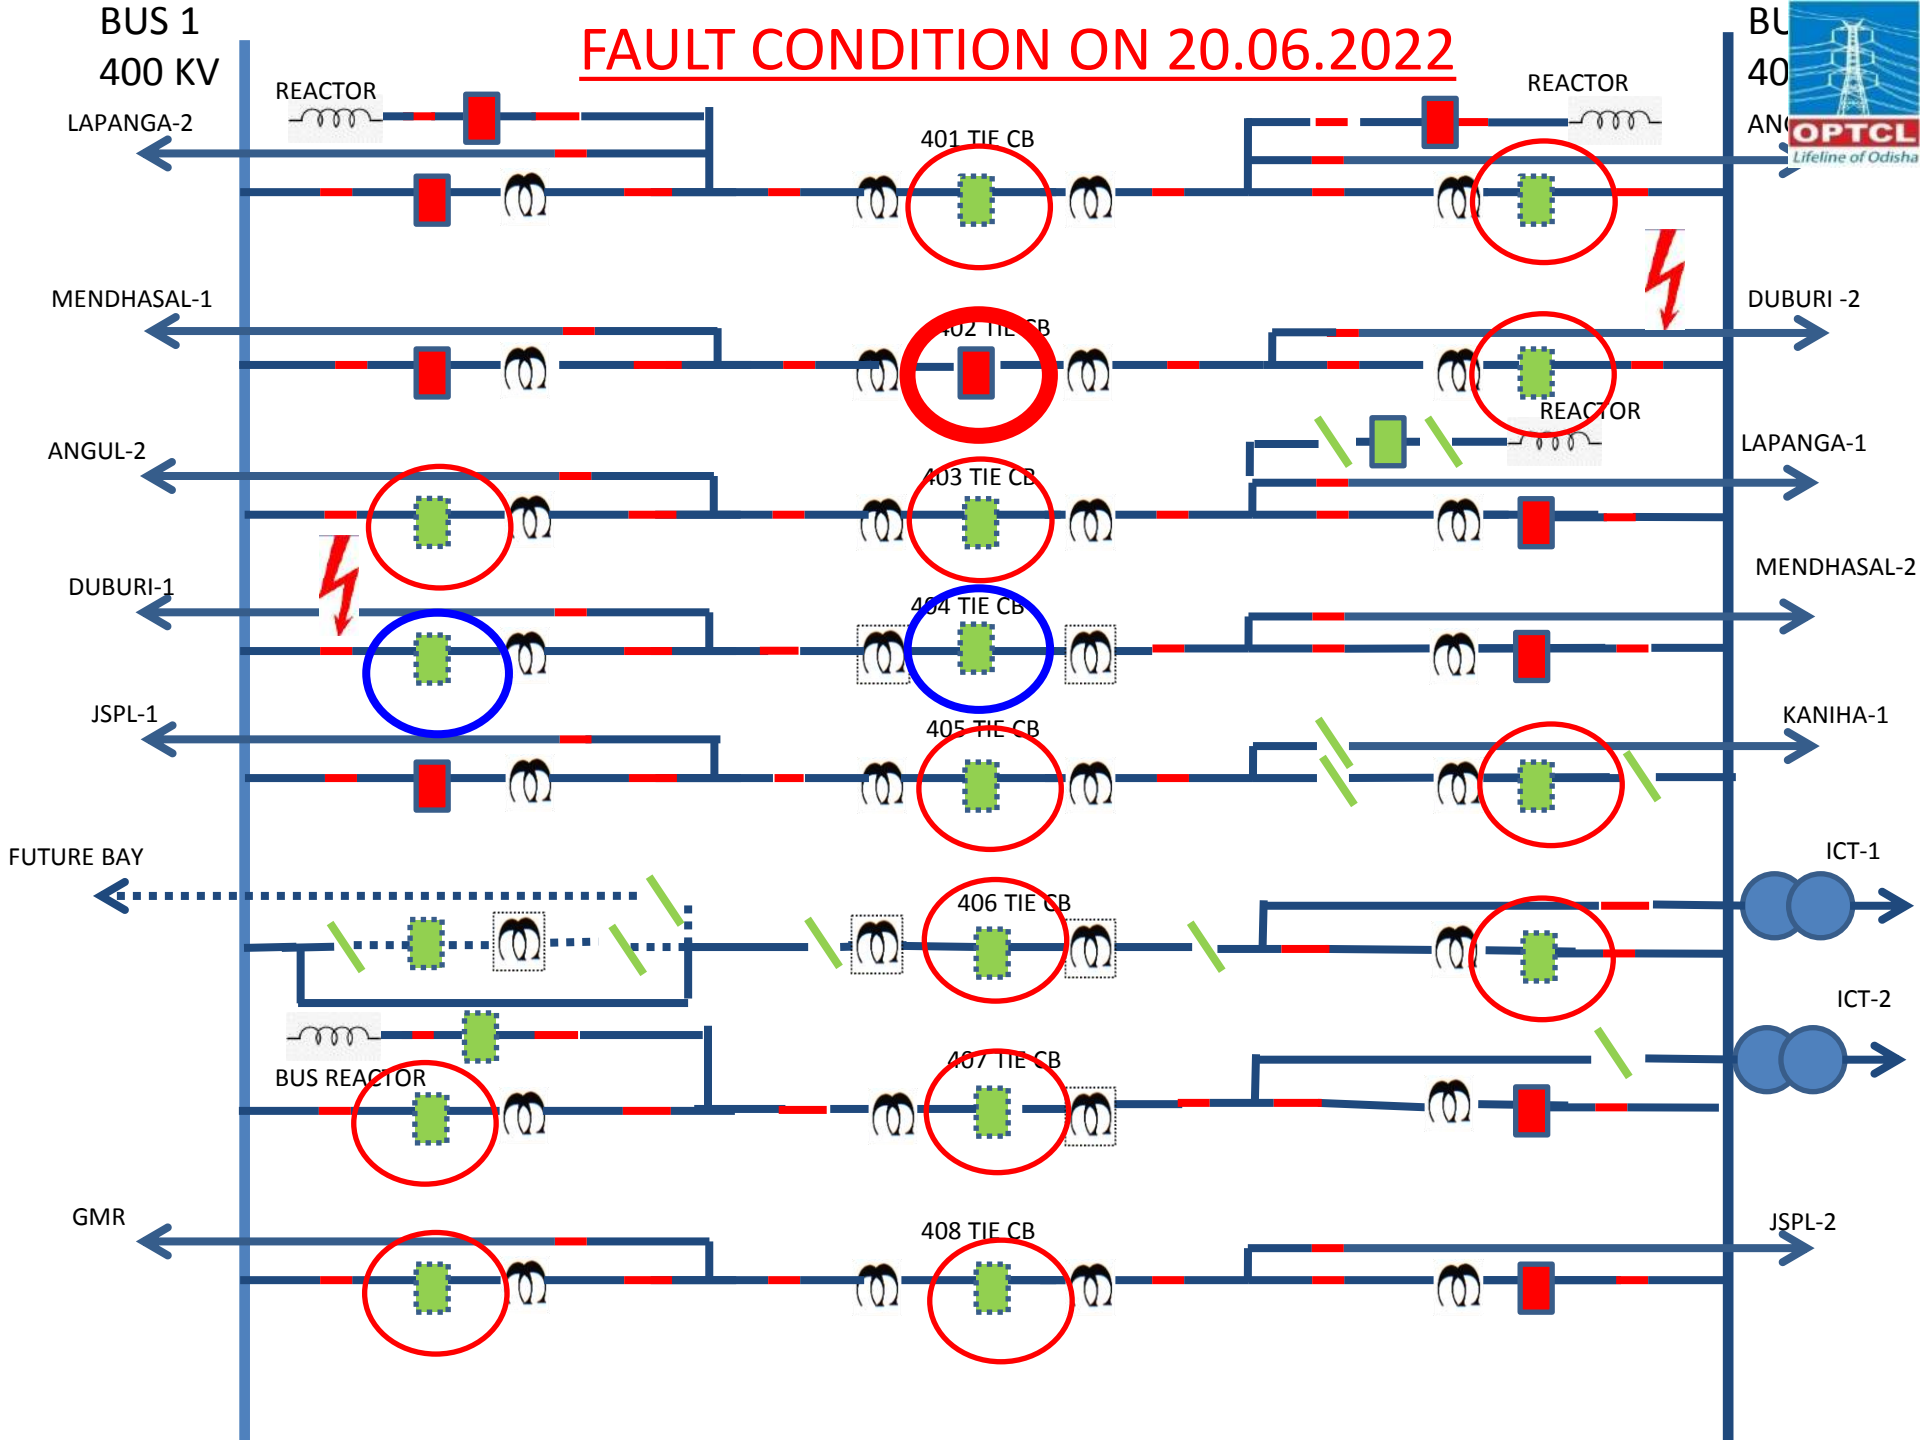 BUS 1
400 KV
FAULT CONDITION ON 20.06.2022
OPTCL
Lifeline of Odisha
REACTOR
REACTOR
LAPANGA-2
401 TIE CB
MENDHASAL-1
402 TIE CB
DUBURI -2
REACTOR
ANGUL-2
403 TIE CB
LAPANGA-1
DUBURI-1
404 TIE CB
MENDHASAL-2
JSPL-1
405 TIE CB
KANIHA-1
FUTURE BAY
406 TIE CB
ICT-1
ICT-2
BUS REACTOR
407 TIE CB
GMR
408 TIE CB
JSPL-2